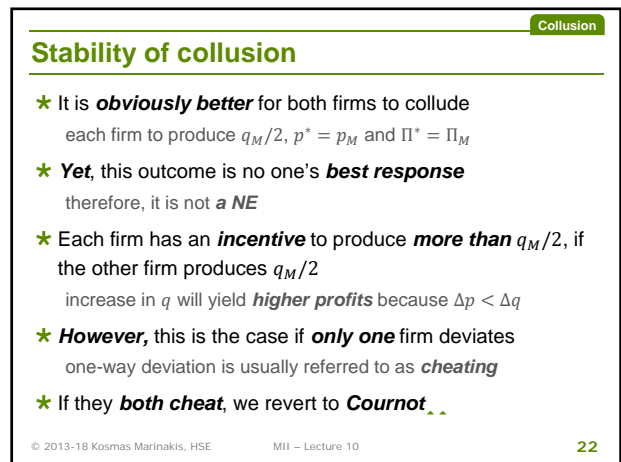 Collusion
Stability of collusion
It is obviously better for both firms to collude
each firm to produce q_M/2, p* = p_M and Π* = Π_M
Yet, this outcome is no one's best response
therefore, it is not a NE
Each firm has an incentive to produce more than q_M/2, if
the other firm produces q_M/2
increase in q will yield higher profits because Δp < Δq
However, this is the case if only one firm deviates
one-way deviation is usually referred to as cheating
If they both cheat, we revert to Cournot
© 2013-18 Kosmas Marinakis, HSE MII – Lecture 10 22